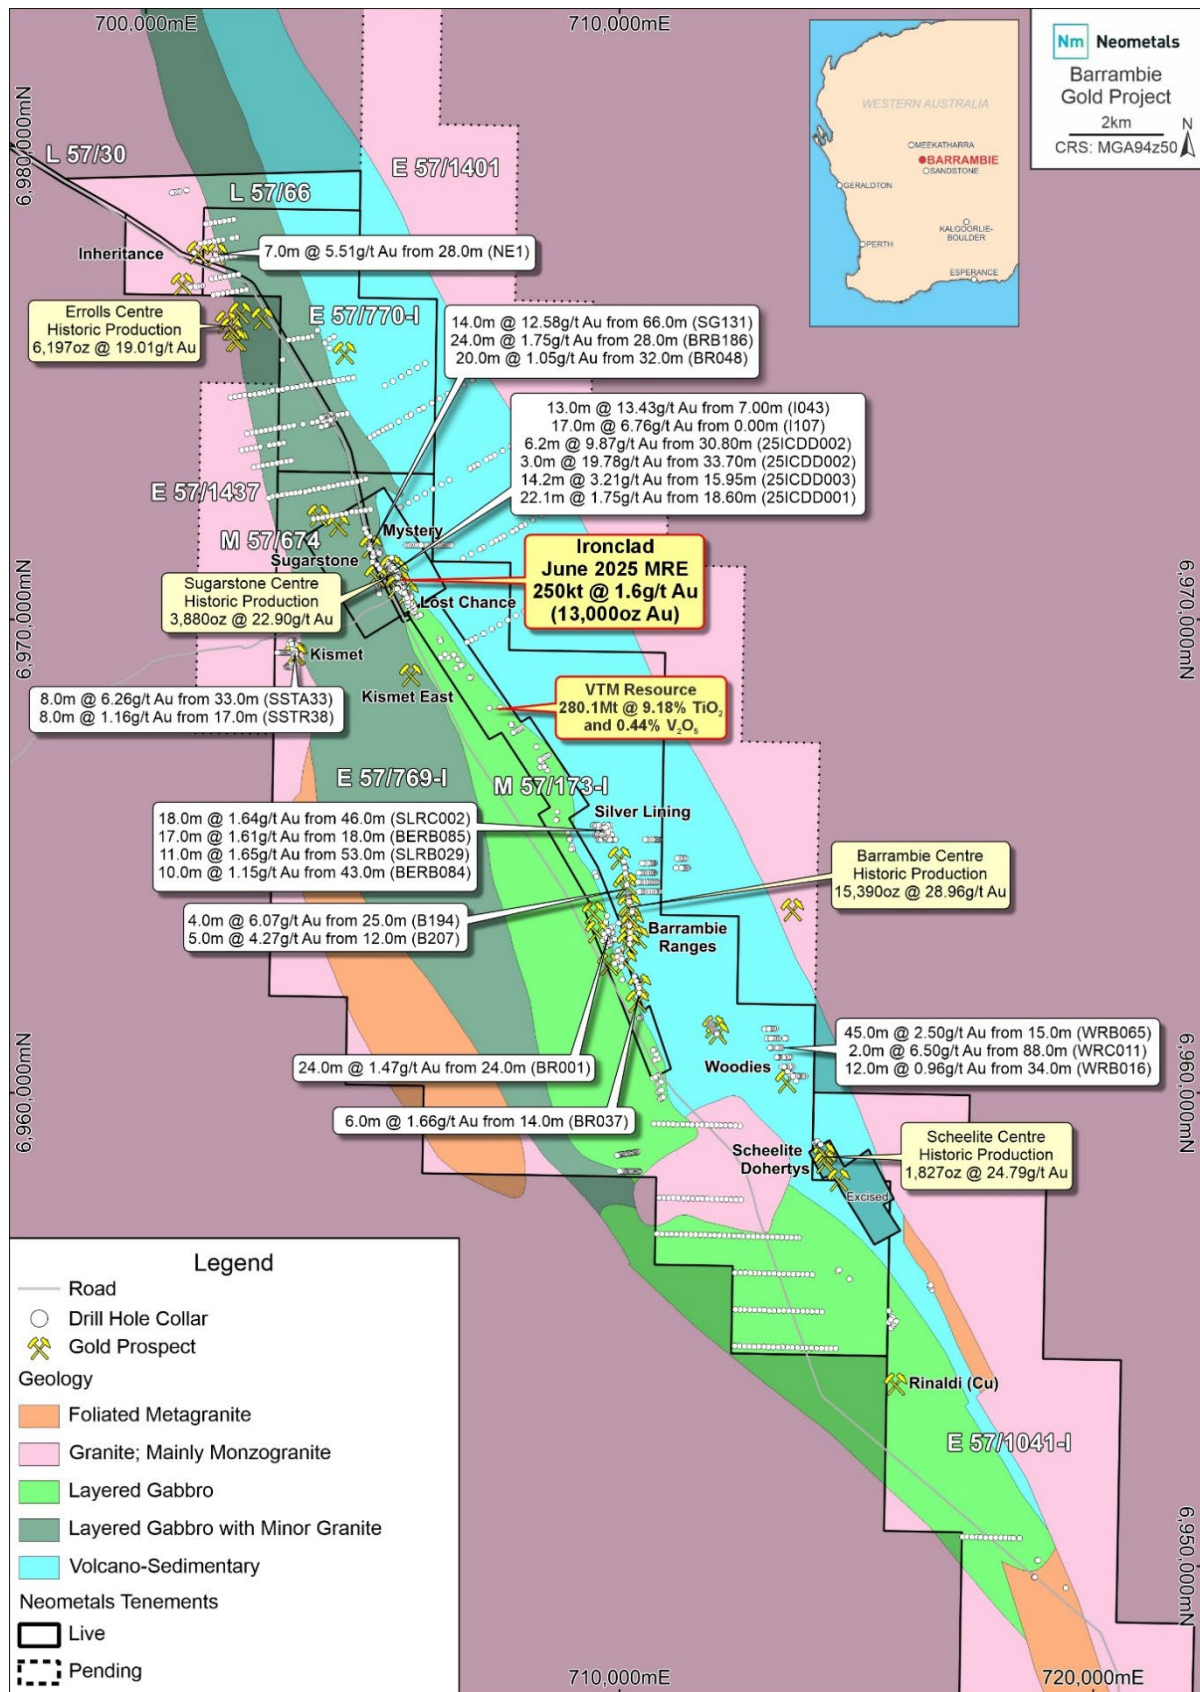 700,000mE
710,000mE
Nm Neometals
Barrambie
Gold Project
2km
N
CRS: MGA94z50
WESTERN AUSTRALIA
MEEKATHARRA
BARRAMBIE
SANDSTONE
GERALDTON
KALGOORLIE-
BOULDER
PERTH
ESPERANCE
6,980,000mN
6,980,000mN
L 57/30
L 57/66
E 57/1401
Inheritance
7.0m @ 5.51g/t Au from 28.0m (NE1)
Errolls Centre
Historic Production
6,197oz @ 19.01g/t Au
E 57/770-I
14.0m @ 12.58g/t Au from 66.0m (SG131)
24.0m @ 1.75g/t Au from 28.0m (BRB186)
20.0m @ 1.05g/t Au from 32.0m (BR048)
13.0m @ 13.43g/t Au from 7.00m (I043)
17.0m @ 6.76g/t Au from 0.00m (I107)
6.2m @ 9.87g/t Au from 30.80m (25ICDD002)
3.0m @ 19.78g/t Au from 33.70m (25ICDD002)
14.2m @ 3.21g/t Au from 15.95m (25ICDD003)
22.1m @ 1.75g/t Au from 18.60m (25ICDD001)
E 57/1437
M 57/674
Mystery
Sugarstone
Ironclad
June 2025 MRE
250kt @ 1.6g/t Au
(13,000oz Au)
Sugarstone Centre
Historic Production
3,880oz @ 22.90g/t Au
Lost Chance
6,970,000mN
6,970,000mN
Kismet
Kismet East
8.0m @ 6.26g/t Au from 33.0m (SSTA33)
8.0m @ 1.16g/t Au from 17.0m (SSTR38)
VTM Resource
280.1Mt @ 9.18% TiO₂
and 0.44% V₂O₅
E 57/769-I
M 57/173-I
Silver Lining
18.0m @ 1.64g/t Au from 46.0m (SLRC002)
17.0m @ 1.61g/t Au from 18.0m (BERB085)
11.0m @ 1.65g/t Au from 53.0m (SLRB029)
10.0m @ 1.15g/t Au from 43.0m (BERB084)
Barrambie Centre
Historic Production
15,390oz @ 28.96g/t Au
4.0m @ 6.07g/t Au from 25.0m (B194)
5.0m @ 4.27g/t Au from 12.0m (B207)
Barrambie
Ranges
45.0m @ 2.50g/t Au from 15.0m (WRB065)
2.0m @ 6.50g/t Au from 88.0m (WRC011)
12.0m @ 0.96g/t Au from 34.0m (WRB016)
24.0m @ 1.47g/t Au from 24.0m (BR001)
Woodies
6,960,000mN
6,960,000mN
6.0m @ 1.66g/t Au from 14.0m (BR037)
Scheelite
Dohertys
Scheelite Centre
Historic Production
1,827oz @ 24.79g/t Au
Excised
Rinaldi (Cu)
E 57/1041-I
6,950,000mN
Legend
Road
Drill Hole Collar
Gold Prospect
Geology
Foliated Metagranite
Granite; Mainly Monzogranite
Layered Gabbro
Layered Gabbro with Minor Granite
Volcano-Sedimentary
Neometals Tenements
Live
Pending
710,000mE
720,000mE